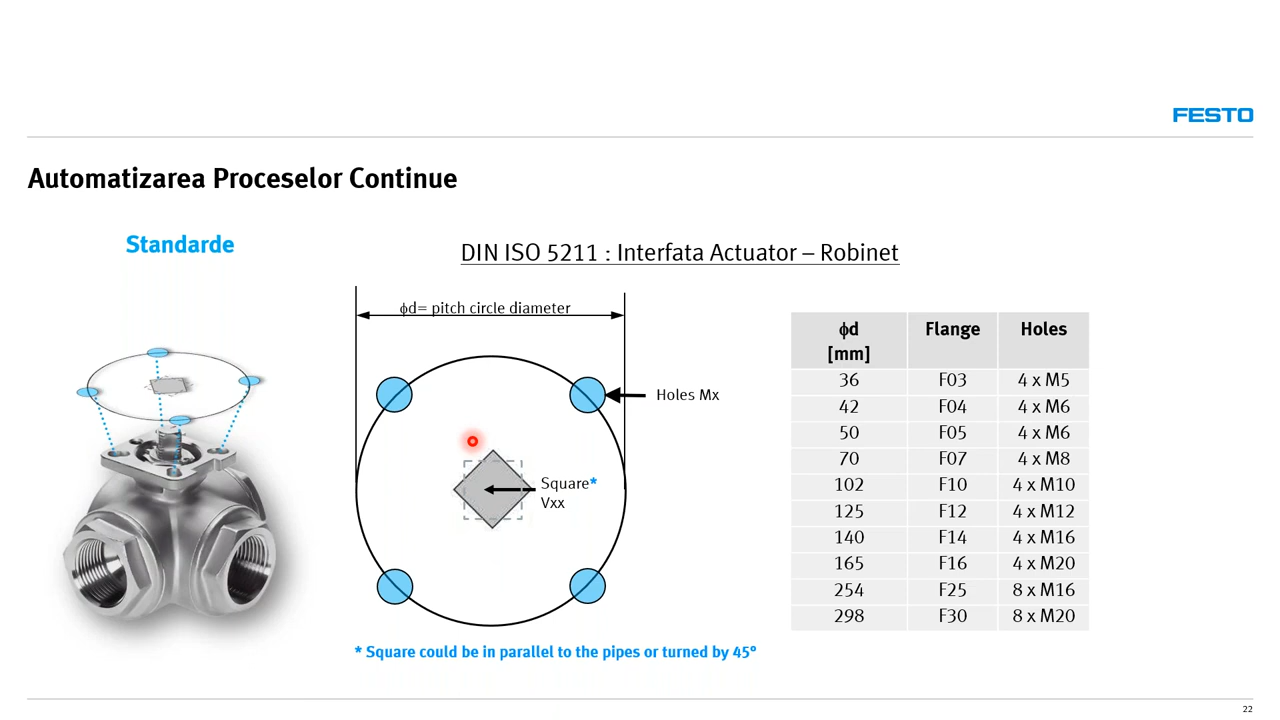 FESTO
Automatizarea Proceselor Continue
Standarde
DIN ISO 5211 : Interfata Actuator – Robinet
ϕd= pitch circle diameter
Holes Mx
Square*
Vxx
* Square could be in parallel to the pipes or turned by 45°
ϕd Flange Holes
[mm]
36 F03 4 x M5
42 F04 4 x M6
50 F05 4 x M6
70 F07 4 x M8
102 F10 4 x M10
125 F12 4 x M12
140 F14 4 x M16
165 F16 4 x M20
254 F25 8 x M16
298 F30 8 x M20
22